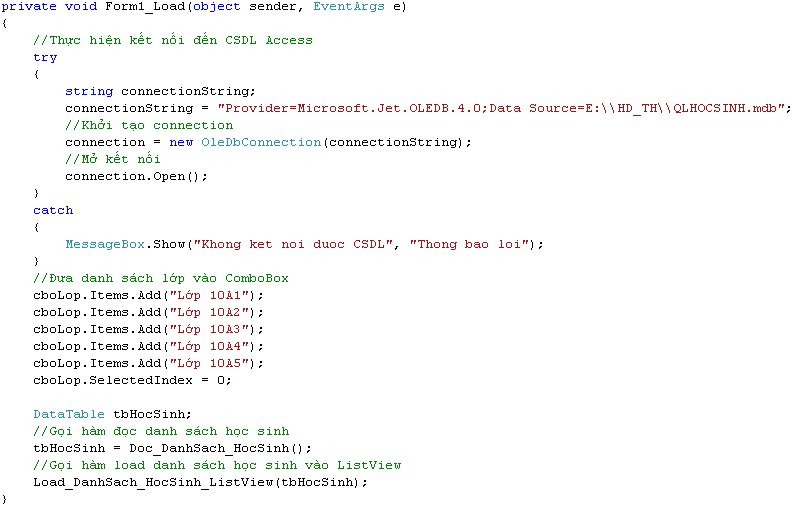 private void Form1_Load(object sender, EventArgs e)
{
    //Thực hiện kết nối đến CSDL Access
    try
    {
        string connectionString;
        connectionString = "Provider=Microsoft.Jet.OLEDB.4.0;Data Source=E:\\HD_TH\\QLHOCSINH.mdb";
        //Khởi tạo connection
        connection = new OleDbConnection(connectionString);
        //Mở kết nối
        connection.Open();
    }
    catch
    {
        MessageBox.Show("Khong ket noi duoc CSDL", "Thong bao loi");
    }
    //Đưa danh sách lớp vào ComboBox
    cboLop.Items.Add("Lớp 10A1");
    cboLop.Items.Add("Lớp 10A2");
    cboLop.Items.Add("Lớp 10A3");
    cboLop.Items.Add("Lớp 10A4");
    cboLop.Items.Add("Lớp 10A5");
    cboLop.SelectedIndex = 0;

    DataTable tbHocSinh;
    //Gọi hàm đọc danh sách học sinh
    tbHocSinh = Doc_DanhSach_HocSinh();
    //Gọi hàm load danh sách học sinh vào ListView
    Load_DanhSach_HocSinh_ListView(tbHocSinh);
}